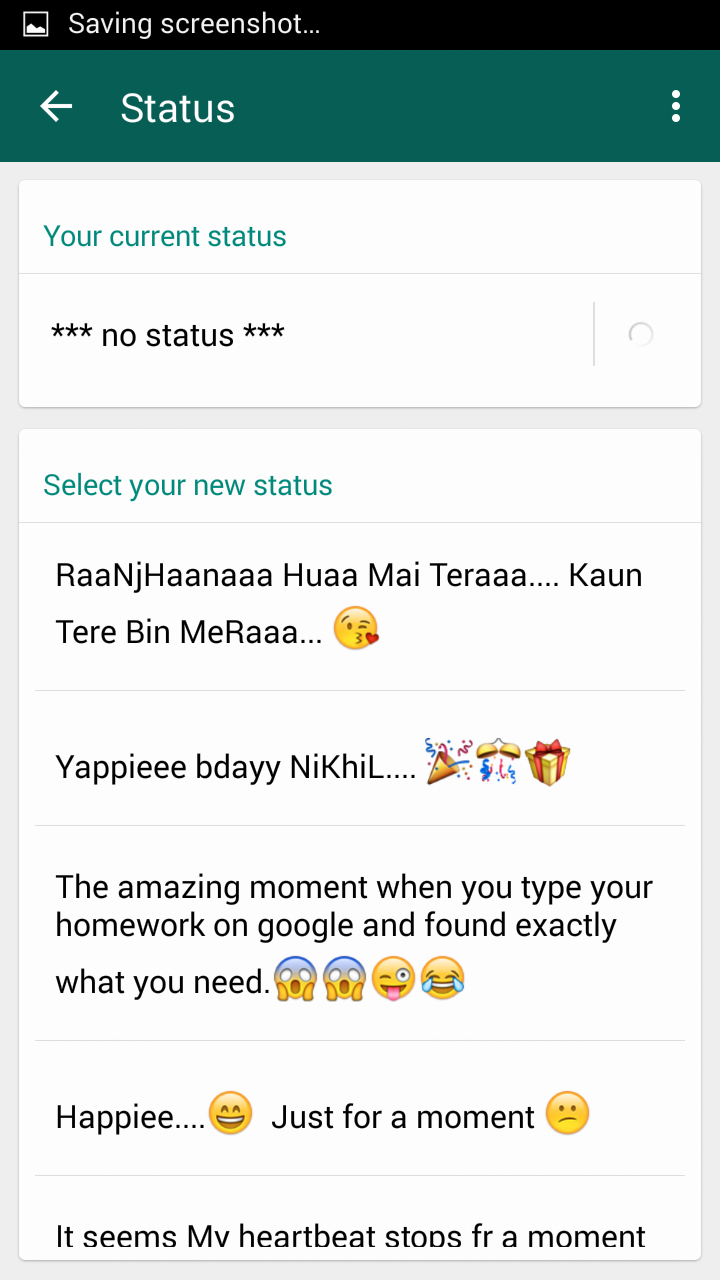 Saving screenshot...
Status
Your current status
*** no status ***
Select your new status
RaaNjHaanaaa Huaa Mai Teraaa.... Kaun
Tere Bin MeRaaa... 😘
Yappieee bdayy NiKhiL.... 🎉🎊🎁
The amazing moment when you type your
homework on google and found exactly
what you need.😱😱😜😂
Happiee....😄 Just for a moment 😕
It seems My heartbeat stops fr a moment